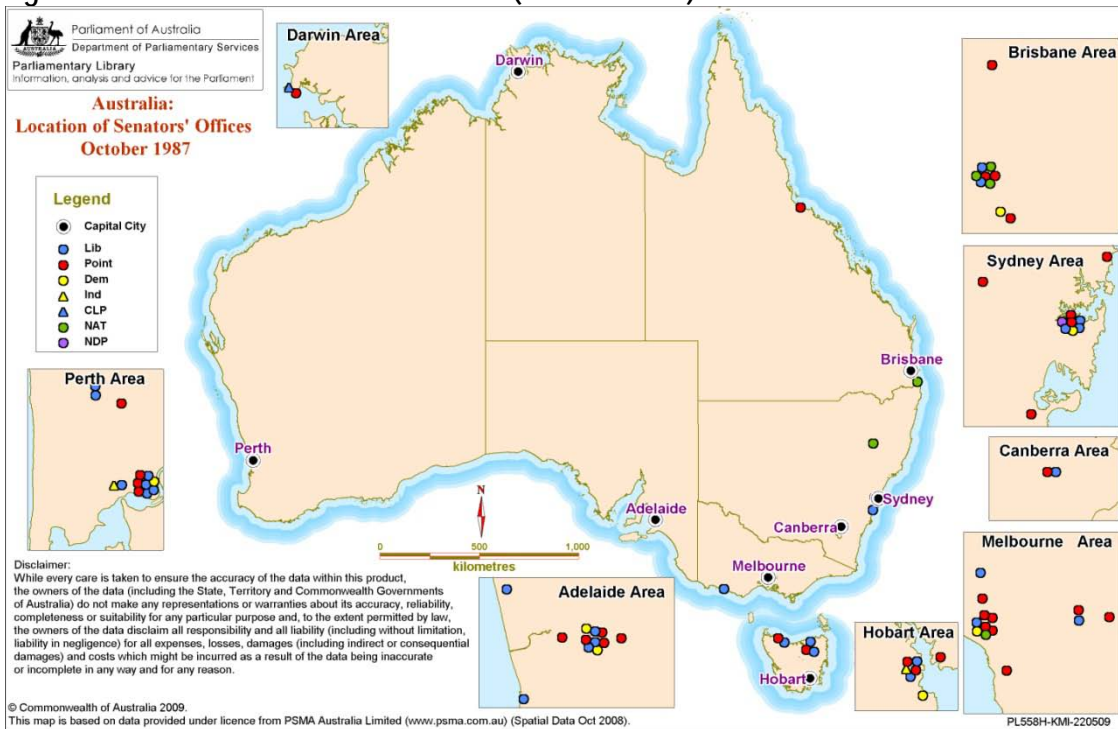 Parliament of Australia
Department of Parliamentary Services
Parliamentary Library
Information, analysis and advice for the Parliament
Australia:
Location of Senators' Offices
October 1987
Legend
Capital City
Lib
Point
Dem
Ind
CLP
NAT
NDP
Darwin Area
Darwin
Brisbane Area
Sydney Area
Brisbane
Perth Area
Perth
Canberra Area
Adelaide
Sydney
Canberra
Melbourne
Melbourne Area
N
0 500 1,000
kilometres
Adelaide Area
Hobart Area
Hobart
Disclaimer:
While every care is taken to ensure the accuracy of the data within this product,
the owners of the data (including the State, Territory and Commonwealth Governments
of Australia) do not make any representations or warranties about its accuracy, reliability,
completeness or suitability for any particular purpose and, to the extent permitted by law,
the owners of the data disclaim all responsibility and all liability (including without limitation,
liability in negligence) for all expenses, losses, damages (including indirect or consequential
damages) and costs which might be incurred as a result of the data being inaccurate
or incomplete in any way and for any reason.
© Commonwealth of Australia 2009.
This map is based on data provided under licence from PSMA Australia Limited (www.psma.com.au) (Spatial Data Oct 2008).
PL558H-KMI-220509